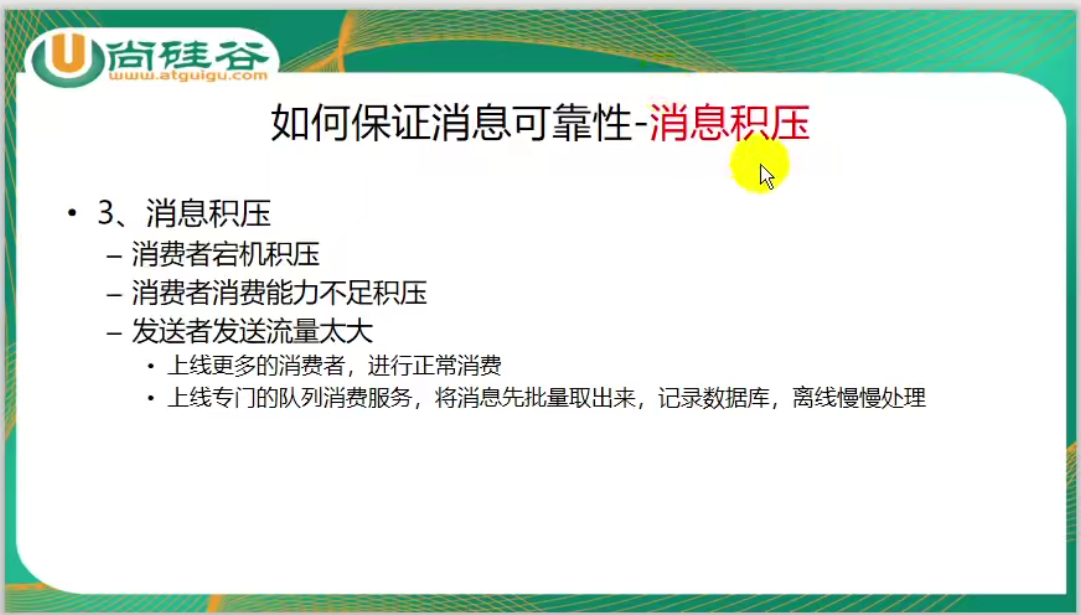 尚硅谷
www.atguigu.com
如何保证消息可靠性-消息积压
• 3、消息积压
– 消费者宕机积压
– 消费者消费能力不足积压
– 发送者发送流量太大
• 上线更多的消费者，进行正常消费
• 上线专门的队列消费服务，将消息先批量取出来，记录数据库，离线慢慢处理